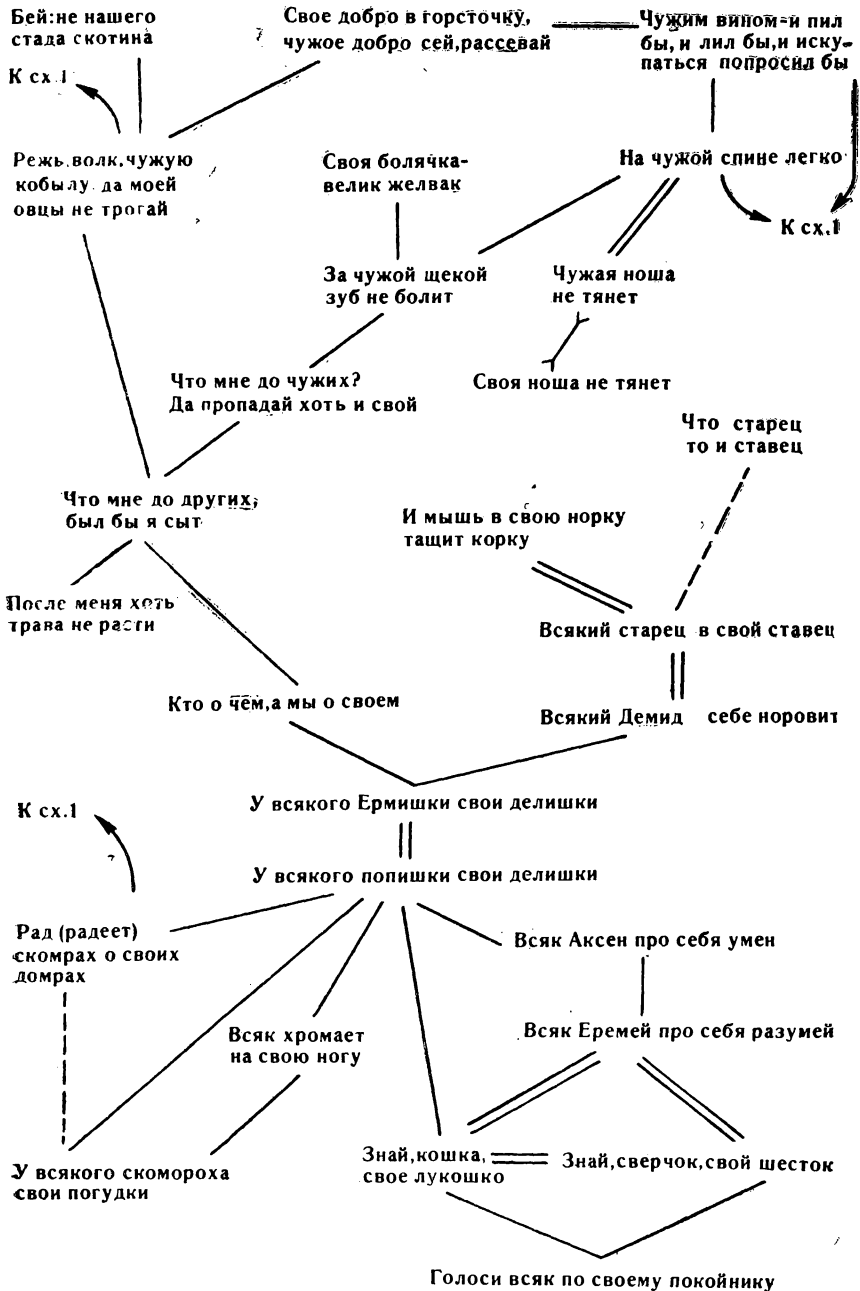 Бей: не нашего
стада скотина
Свое добро в горсточку,
чужое добро сей, рассевай
Чужим вином-и пил
бы, и лил бы, и иску-
паться попросил бы
К сх.1
Режь, волк, чужую
кобылу да моей
овцы не трогай
Своя болячка-
велик желвак
На чужой спине легко
К сх.1
За чужой щекой
зуб не болит
Чужая ноша
не тянет
Что мне до чужих?
Да пропадай хоть и свой
Своя ноша не тянет
Что старец
то и ставец
Что мне до других,
был бы я сыт
И мышь в свою норку
тащит корку
После меня хоть
трава не расти
Всякий старец в свой ставец
Кто о чём, а мы о своем
Всякий Демид себе норовит
К сх.1
У всякого Ермишки свои делишки
У всякого попишки свои делишки
Рад (радеет)
скомрах о своих
домрах
Всяк Аксен про себя умен
Всяк хромает
на свою ногу
Всяк Еремей про себя разумей
У всякого скомороха
свои погудки
Знай, кошка,
свое лукошко
Знай, сверчок, свой шесток
Голоси всяк по своему покойнику